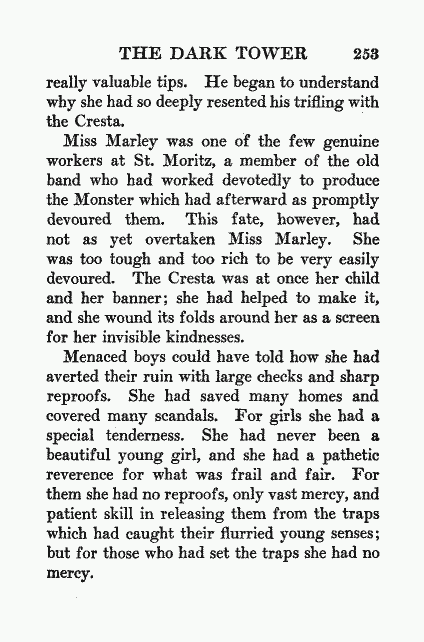 THE DARK TOWER 253
really valuable tips. He began to understand
why she had so deeply resented his trifling with
the Cresta.
Miss Marley was one of the few genuine
workers at St. Moritz, a member of the old
band who had worked devotedly to produce
the Monster which had afterward as promptly
devoured them. This fate, however, had
not as yet overtaken Miss Marley. She
was too tough and too rich to be very easily
devoured. The Cresta was at once her child
and her banner; she had helped to make it,
and she wound its folds around her as a screen
for her invisible kindnesses.
Menaced boys could have told how she had
averted their ruin with large checks and sharp
reproofs. She had saved many homes and
covered many scandals. For girls she had a
special tenderness. She had never been a
beautiful young girl, and she had a pathetic
reverence for what was frail and fair. For
them she had no reproofs, only vast mercy, and
patient skill in releasing them from the traps
which had caught their flurried young senses;
but for those who had set the traps she had no
mercy.